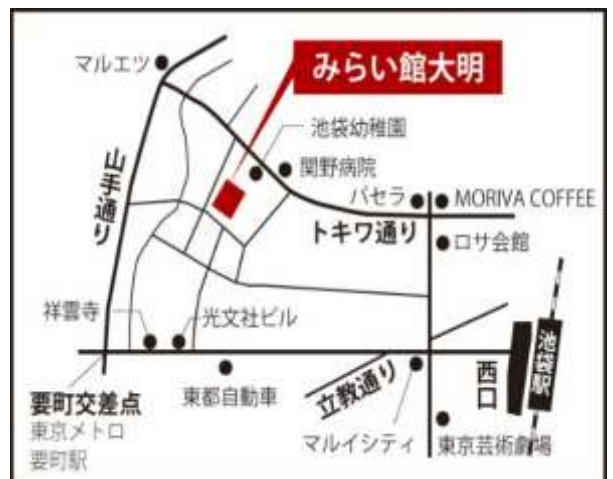 みらい館大明
マルエツ
池袋幼稚園
関野病院
山手通り
パセラ
MORIVA COFFEE
トキワ通り
ロサ会館
祥雲寺
光文社ビル
池袋駅
西口
立教通り
要町交差点
東京メトロ
要町駅
東都自動車
マルイシティ
東京芸術劇場